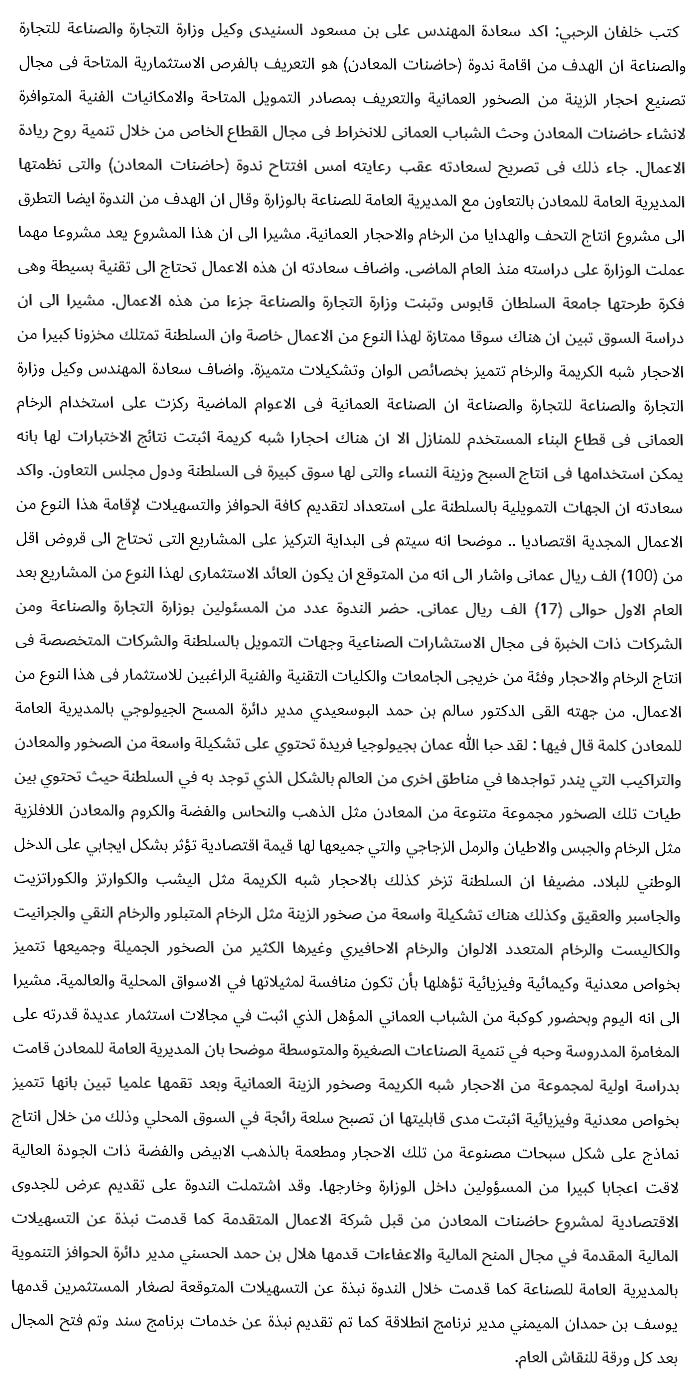 كتب خلفان الرحبي: اكد سعادة المهندس على بن مسعود السنيدى وكيل وزارة التجارة والصناعة للتجارة
والصناعة ان الهدف من اقامة ندوة (حاضنات المعادن) هو التعريف بالفرص الاستثمارية المتاحة فى مجال
تصنيع احجار الزينة من الصخور العمانية والتعريف بمصادر التمويل المتاحة والامكانيات الفنية المتوافرة
لانشاء حاضنات المعادن وحث الشباب العمانى للانخراط فى مجال القطاع الخاص من خلال تنمية روح ريادة
الاعمال. جاء ذلك فى تصريح لسعادته عقب رعايته امس افتتاح ندوة (حاضنات المعادن) والتى نظمتها
المديرية العامة للمعادن بالتعاون مع المديرية العامة للصناعة بالوزارة وقال ان الهدف من الندوة ايضا التطرق
الى مشروع انتاج التحف والهدايا من الرخام والاحجار العمانية. مشيرا الى ان هذا المشروع يعد مشروعا مهما
عملت الوزارة على دراسته منذ العام الماضى. واضاف سعادته ان هذه الاعمال تحتاج الى تقنية بسيطة وهى
فكرة طرحتها جامعة السلطان قابوس وتبنت وزارة التجارة والصناعة جزءا من هذه الاعمال. مشيرا الى ان
دراسة السوق تبين ان هناك سوقا ممتازة لهذا النوع من الاعمال خاصة وان السلطنة تمتلك مخزونا كبيرا من
الاحجار شبه الكريمة والرخام تتميز بخصائص الوان وتشكيلات متميزة. واضاف سعادة المهندس وكيل وزارة
التجارة والصناعة للتجارة والصناعة ان الصناعة العمانية فى الاعوام الماضية ركزت على استخدام الرخام
العمانى فى قطاع البناء المستخدم للمنازل الا ان هناك احجارا شبه كريمة اثبتت نتائج الاختبارات لها بانه
يمكن استخدامها فى انتاج السبح وزينة النساء والتى لها سوق كبيرة فى السلطنة ودول مجلس التعاون. واكد
سعادته ان الجهات التمويلية بالسلطنة على استعداد لتقديم كافة الحوافز والتسهيلات لإقامة هذا النوع من
الاعمال المجدية اقتصاديا .. موضحا انه سيتم فى البداية التركيز على المشاريع التى تحتاج الى قروض اقل
من (100) الف ريال عمانى واشار الى انه من المتوقع ان يكون العائد الاستثمارى لهذا النوع من المشاريع بعد
العام الاول حوالى (17) الف ريال عمانى. حضر الندوة عدد من المسئولين بوزارة التجارة والصناعة ومن
الشركات ذات الخبرة فى مجال الاستشارات الصناعية وجهات التمويل بالسلطنة والشركات المتخصصة فى
انتاج الرخام والاحجار وفئة من خريجى الجامعات والكليات التقنية والفنية الراغبين للاستثمار فى هذا النوع من
الاعمال. من جهته القى الدكتور سالم بن حمد البوسعيدي مدير دائرة المسح الجيولوجي بالمديرية العامة
للمعادن كلمة قال فيها : لقد حبا الله عمان بجيولوجيا فريدة تحتوي على تشكيلة واسعة من الصخور والمعادن
والتراكيب التي يندر تواجدها في مناطق اخرى من العالم بالشكل الذي توجد به في السلطنة حيث تحتوي بين
طيات تلك الصخور مجموعة متنوعة من المعادن مثل الذهب والنحاس والفضة والكروم والمعادن اللافلزية
مثل الرخام والجبس والاطيان والرمل الزجاجي والتي جميعها لها قيمة اقتصادية تؤثر بشكل ايجابي على الدخل
الوطني للبلاد. مضيفا ان السلطنة تزخر كذلك بالاحجار شبه الكريمة مثل اليشب والكوارتز والكوراتزيت
والجاسبر والعقيق وكذلك هناك تشكيلة واسعة من صخور الزينة مثل الرخام المتبلور والرخام النقي والجرانيت
والكاليست والرخام المتعدد الالوان والرخام الاحافيري وغيرها الكثير من الصخور الجميلة وجميعها تتميز
بخواص معدنية وكيمائية وفيزيائية تؤهلها بأن تكون منافسة لمثيلاتها في الاسواق المحلية والعالمية. مشيرا
الى انه اليوم وبحضور كوكبة من الشباب العماني المؤهل الذي اثبت في مجالات استثمار عديدة قدرته على
المغامرة المدروسة وحبه في تنمية الصناعات الصغيرة والمتوسطة موضحا بان المديرية العامة للمعادن قامت
بدراسة اولية لمجموعة من الاحجار شبه الكريمة وصخور الزينة العمانية وبعد تقمها علميا تبين بانها تتميز
بخواص معدنية وفيزيائية اثبتت مدى قابليتها ان تصبح سلعة رائجة في السوق المحلي وذلك من خلال انتاج
نماذج على شكل سبحات مصنوعة من تلك الاحجار ومطعمة بالذهب الابيض والفضة ذات الجودة العالية
لاقت اعجابا كبيرا من المسؤولين داخل الوزارة وخارجها. وقد اشتملت الندوة على تقديم عرض للجدوى
الاقتصادية لمشروع حاضنات المعادن من قبل شركة الاعمال المتقدمة كما قدمت نبذة عن التسهيلات
المالية المقدمة في مجال المنح المالية والاعفاءات قدمها هلال بن حمد الحسني مدير دائرة الحوافز التنموية
بالمديرية العامة للصناعة كما قدمت خلال الندوة نبذة عن التسهيلات المتوقعة لصغار المستثمرين قدمها
يوسف بن حمدان الميمني مدير نرنامج انطلاقة كما تم تقديم نبذة عن خدمات برنامج سند وتم فتح المجال
بعد كل ورقة للنقاش العام.